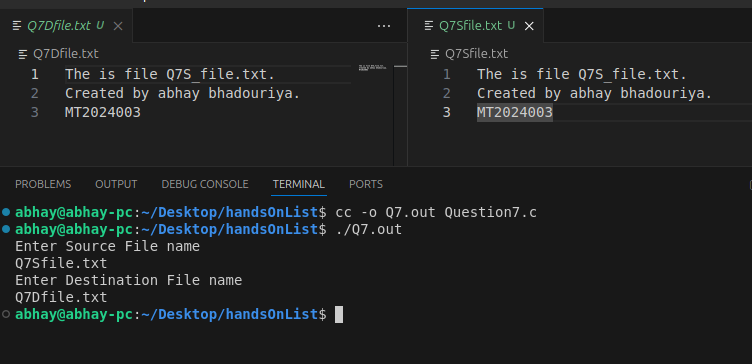 Q7Dfile.txt U
Q7Dfile.txt
1 The is file Q7S_file.txt.
2 Created by abhay bhadouriya.
3 MT2024003
Q7Sfile.txt U
Q7Sfile.txt
1 The is file Q7S_file.txt.
2 Created by abhay bhadouriya.
3 MT2024003
PROBLEMS OUTPUT DEBUG CONSOLE TERMINAL PORTS
abhay@abhay-pc:~/Desktop/handsOnList$ cc -o Q7.out Question7.c
abhay@abhay-pc:~/Desktop/handsOnList$ ./Q7.out
Enter Source File name
Q7Sfile.txt
Enter Destination File name
Q7Dfile.txt
abhay@abhay-pc:~/Desktop/handsOnList$